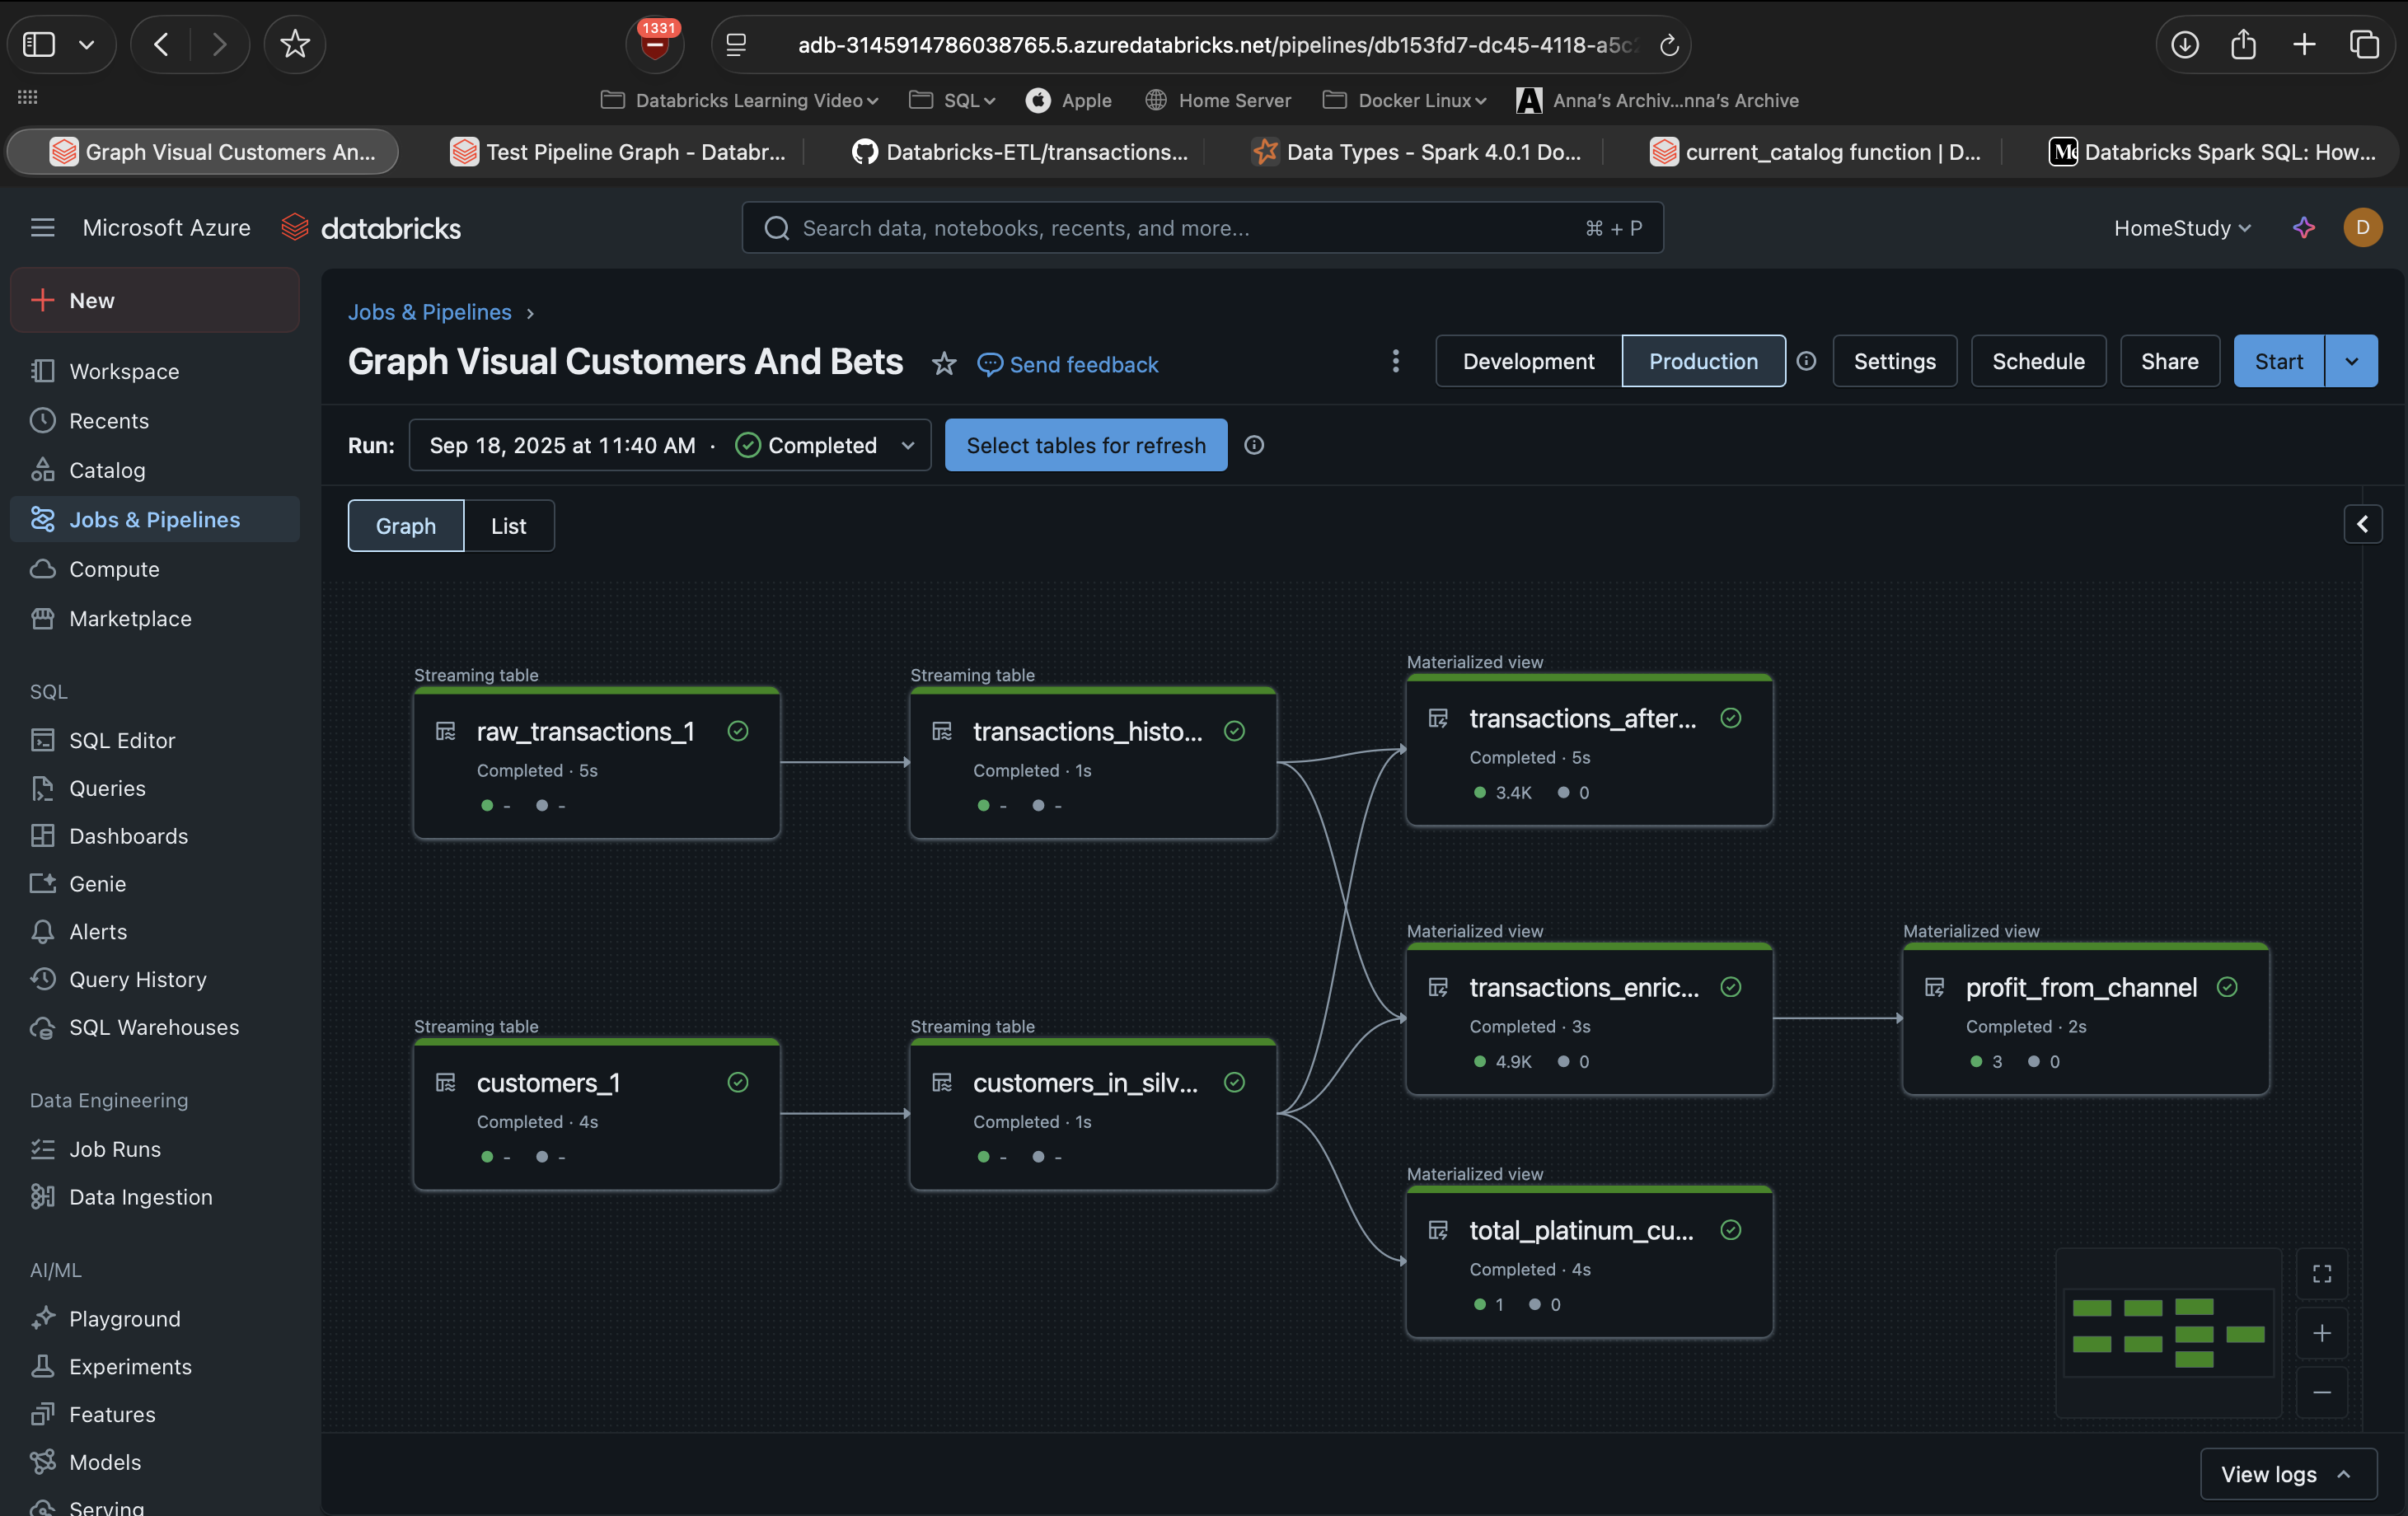 1331
adb-3145914786038765.5.azuredatabricks.net/pipelines/db153fd7-dc45-4118-a5c
Databricks Learning Video
SQL
Apple
Home Server
Docker Linux
Anna's Archiv...nna's Archive
Graph Visual Customers An...
Test Pipeline Graph - Databr...
Databricks-ETL/transactions...
Data Types - Spark 4.0.1 Do...
current_catalog function | D...
Databricks Spark SQL: How...
Microsoft Azure
databricks
Search data, notebooks, recents, and more...
⌘ + P
HomeStudy
D
New
Workspace
Recents
Catalog
Jobs & Pipelines
Compute
Marketplace
SQL
SQL Editor
Queries
Dashboards
Genie
Alerts
Query History
SQL Warehouses
Data Engineering
Job Runs
Data Ingestion
AI/ML
Playground
Experiments
Features
Models
Serving
Jobs & Pipelines ›
Graph Visual Customers And Bets
Send feedback
Development
Production
Settings
Schedule
Share
Start
Run:
Sep 18, 2025 at 11:40 AM · Completed
Select tables for refresh
Graph
List
Streaming table
raw_transactions_1
Completed · 5s
- -
Streaming table
transactions_histo...
Completed · 1s
- -
Materialized view
transactions_after...
Completed · 5s
3.4K 0
Streaming table
customers_1
Completed · 4s
- -
Streaming table
customers_in_silv...
Completed · 1s
- -
Materialized view
transactions_enric...
Completed · 3s
4.9K 0
Materialized view
profit_from_channel
Completed · 2s
3 0
Materialized view
total_platinum_cu...
Completed · 4s
1 0
View logs